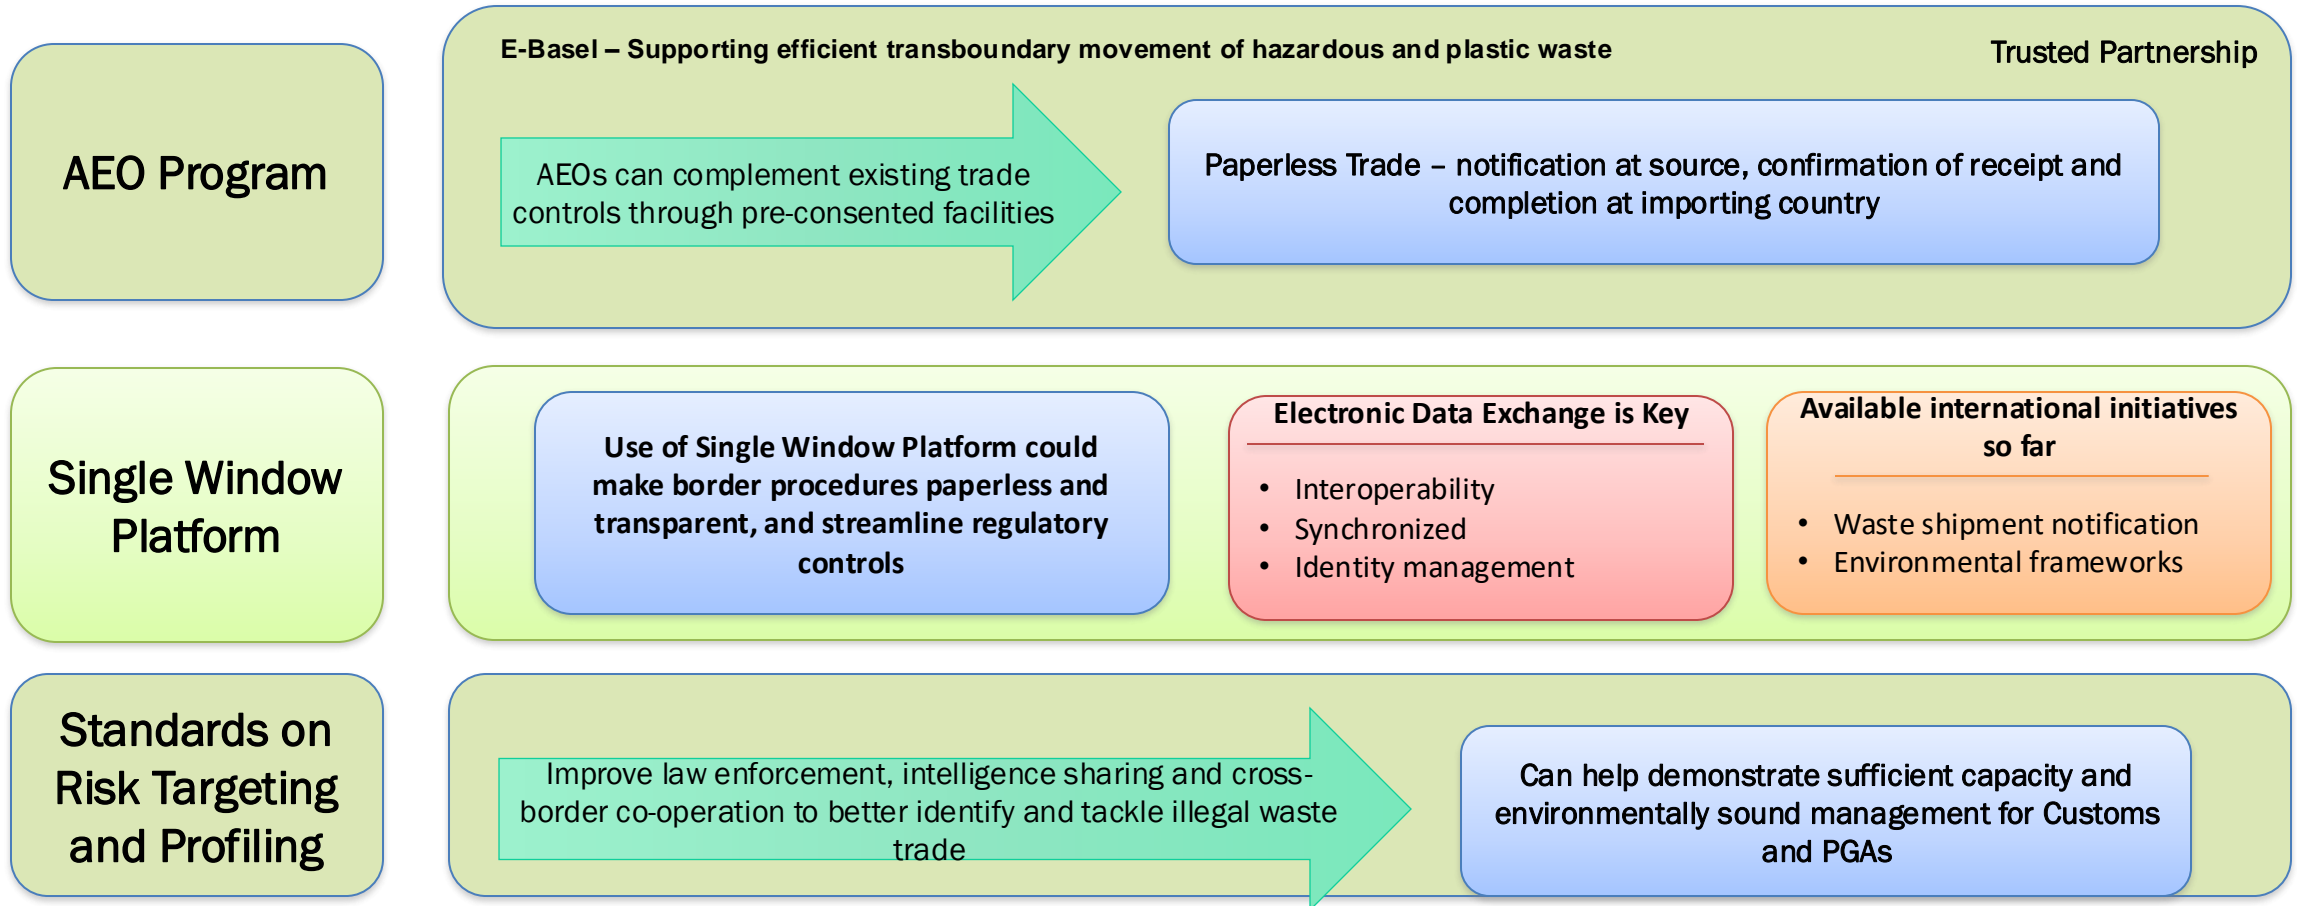 AEO Program
E-Basel – Supporting efficient transboundary movement of hazardous and plastic waste
Trusted Partnership
AEOs can complement existing trade
controls through pre-consented facilities
Paperless Trade – notification at source, confirmation of receipt and
completion at importing country
Single Window
Platform
Use of Single Window Platform could
make border procedures paperless and
transparent, and streamline regulatory
controls
Electronic Data Exchange is Key
• Interoperability
• Synchronized
• Identity management
Available international initiatives
so far
• Waste shipment notification
• Environmental frameworks
Standards on
Risk Targeting
and Profiling
Improve law enforcement, intelligence sharing and cross-
border co-operation to better identify and tackle illegal waste
trade
Can help demonstrate sufficient capacity and
environmentally sound management for Customs
and PGAs